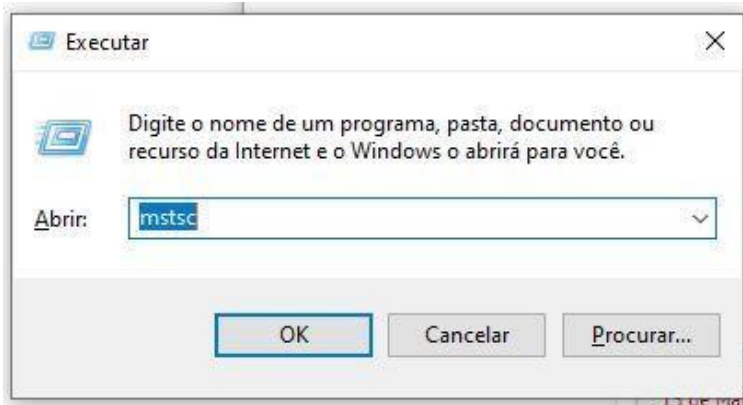 Executar
Digite o nome de um programa, pasta, documento ou
recurso da Internet e o Windows o abrirá para você.
Abrir:
mstsc
OK
Cancelar
Procurar...